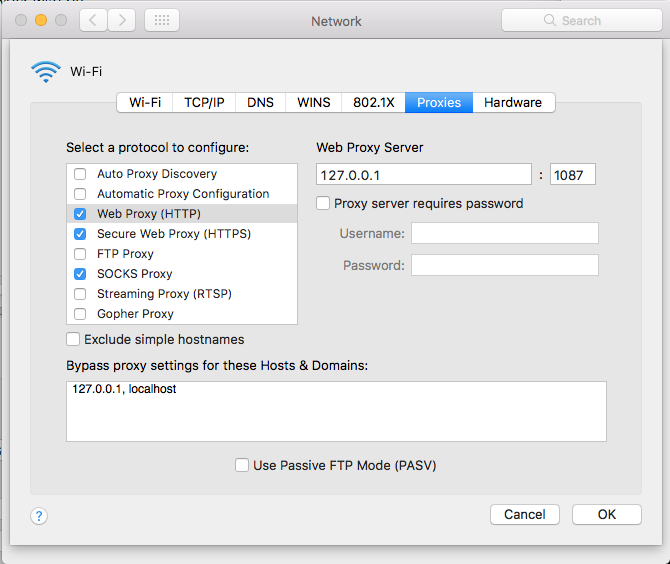 Network
Search
Wi-Fi
Wi-Fi TCP/IP DNS WINS 802.1X Proxies Hardware
Select a protocol to configure:
Auto Proxy Discovery
Automatic Proxy Configuration
Web Proxy (HTTP)
Secure Web Proxy (HTTPS)
FTP Proxy
SOCKS Proxy
Streaming Proxy (RTSP)
Gopher Proxy
Web Proxy Server
127.0.0.1 : 1087
Proxy server requires password
Username:
Password:
Exclude simple hostnames
Bypass proxy settings for these Hosts & Domains:
127.0.0.1, localhost
Use Passive FTP Mode (PASV)
?
Cancel OK